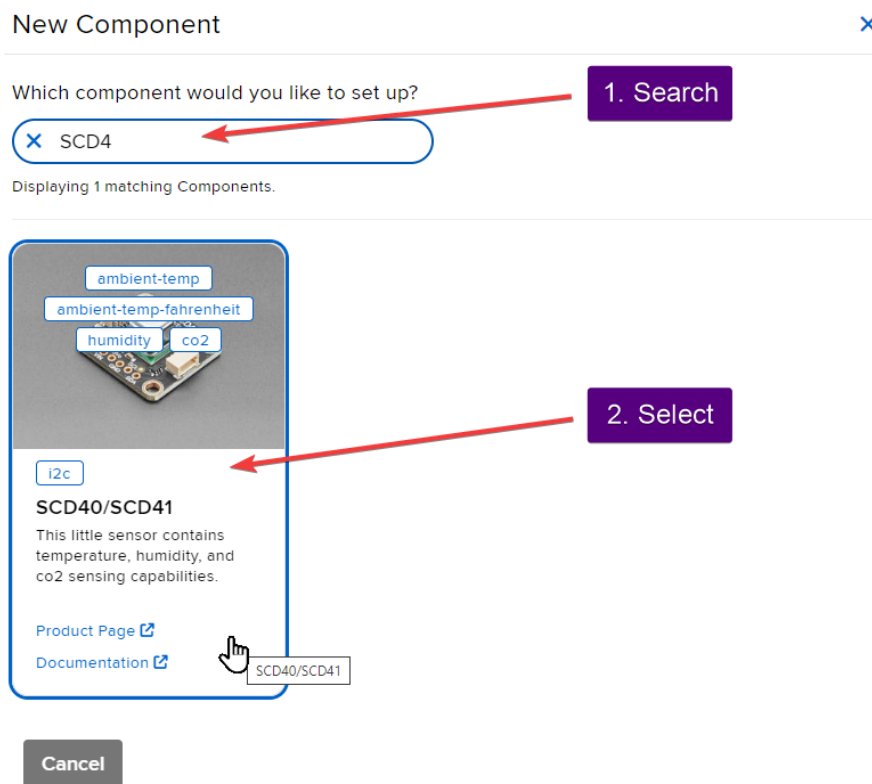 New Component
Which component would you like to set up?
1. Search
SCD4
Displaying 1 matching Components.
ambient-temp
ambient-temp-fahrenheit
humidity
co2
2. Select
i2c
SCD40/SCD41
This little sensor contains
temperature, humidity, and
co2 sensing capabilities.
Product Page
Documentation
SCD40/SCD41
Cancel